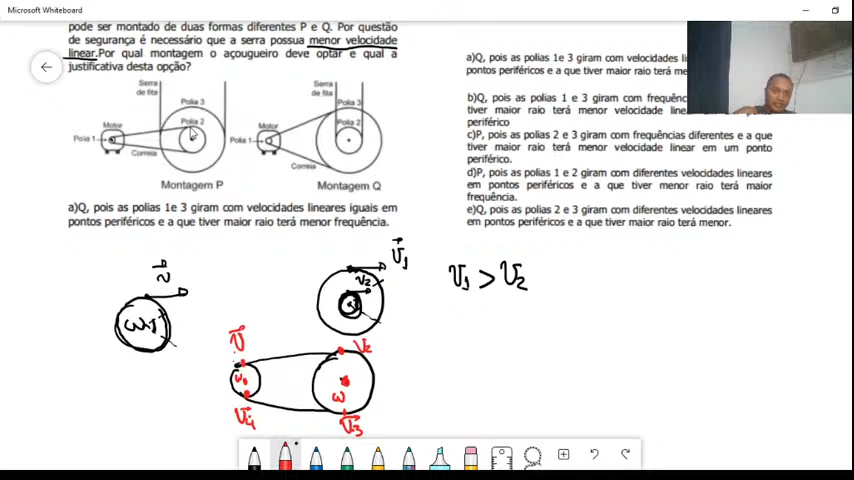 Microsoft Whiteboard
pode ser montado de duas formas diferentes P e Q. Por questão
de segurança é necessário que a serra possua menor velocidade
linear.Por qual montagem o açougueiro deve optar e qual a
justificativa desta opção?
Serra
de fita
Polia 3
Polia 2
Motor
Polia 1
Correia
Montagem P
Serra
de fita
Polia 3
Polia 2
Motor
Polia 1
Correia
Montagem Q
a)Q, pois as polias 1e 3 giram com velocidades lineares iguais em
pontos periféricos e a que tiver maior raio terá menor frequência.
a)Q, pois as polias 1e 3 giram com velocidades
pontos periféricos e a que tiver maior raio terá
b)Q, pois as polias 1 e 3 giram com
tiver maior raio terá menor velocidade
periférico
c)P, pois as polias 2 e 3 giram com frequências diferentes e a que
tiver maior raio terá menor velocidade linear em um ponto
periférico.
d)P, pois as polias 1 e 2 giram com diferentes velocidades lineares
em pontos periféricos e a que tiver menor raio terá maior
frequência.
e)Q, pois as polias 2 e 3 giram com diferentes velocidades lineares
em pontos periféricos e a que tiver maior raio terá menor.
V1
V2
V1 > V2
V
V2
ω
V3
V4